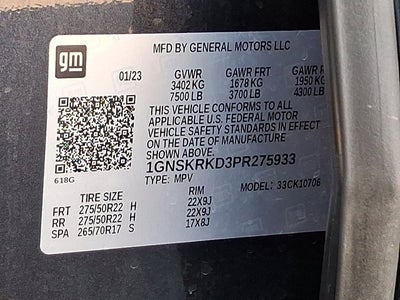 gm
MFD BY GENERAL MOTORS LLC
01/23 GVWR GAWR FRT GAWR
3402 KG 1678 KG 1950 KG
7500 LB 3700 LB 4300 LB
THIS VEHICLE CONFORMS TO ALL
APPLICABLE U.S. FEDERAL MOTOR
VEHICLE SAFETY STANDARDS IN EFFECT
ON THE DATE OF MANUFACTURE
1GNSKRKD3PR275933
618G TYPE: MPV MODEL: 33CK10706
TIRE SIZE RIM
FRT 275/50R22 H 22X9J
RR 275/50R22 H 22X9J
SPA 265/70R17 S 17X8J